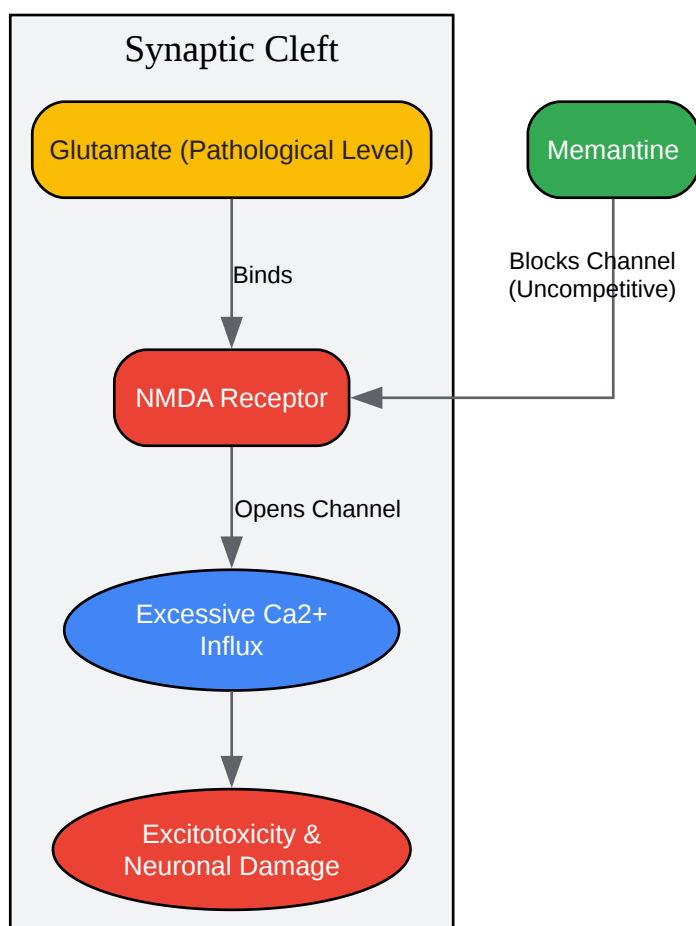 Synaptic Cleft
Glutamate (Pathological Level)
Memantine
Binds
Blocks Channel
(Uncompetitive)
NMDA Receptor
Opens Channel
Excessive Ca2+
Influx
Excitotoxicity &
Neuronal Damage